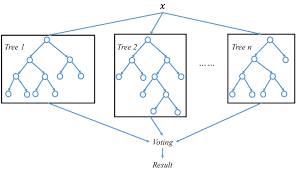 x
Tree 1
Tree 2
……
Tree n
Voting
Result